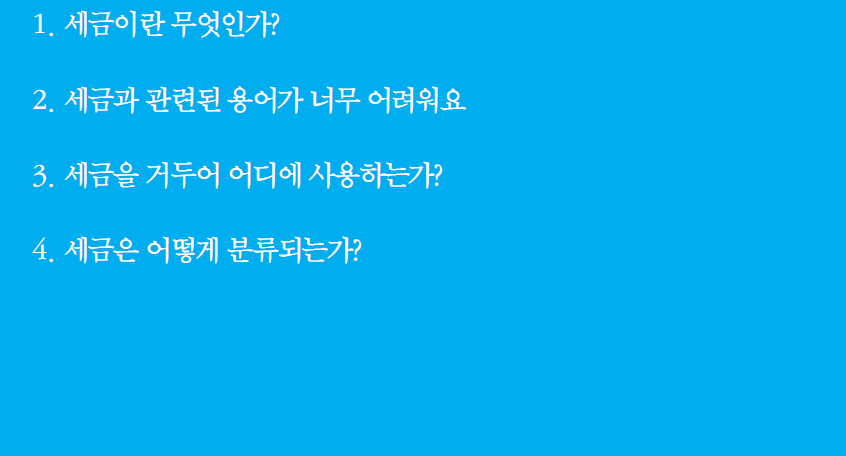 1. 세금이란 무엇인가?
2. 세금과 관련된 용어가 너무 어려워요
3. 세금을 거두어 어디에 사용하는가?
4. 세금은 어떻게 분류되는가?